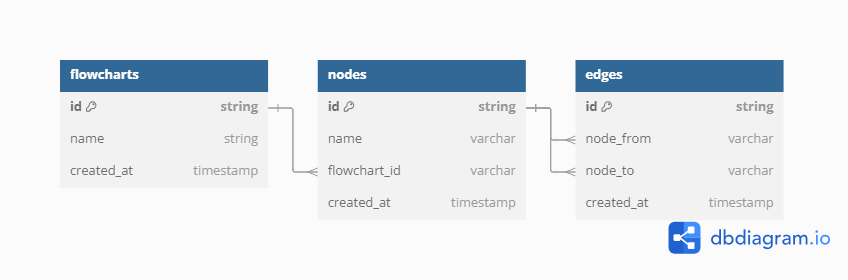 flowcharts
id string
name string
created_at timestamp
nodes
id string
name varchar
flowchart_id varchar
created_at timestamp
edges
id string
node_from varchar
node_to varchar
created_at timestamp
dbdiagram.io